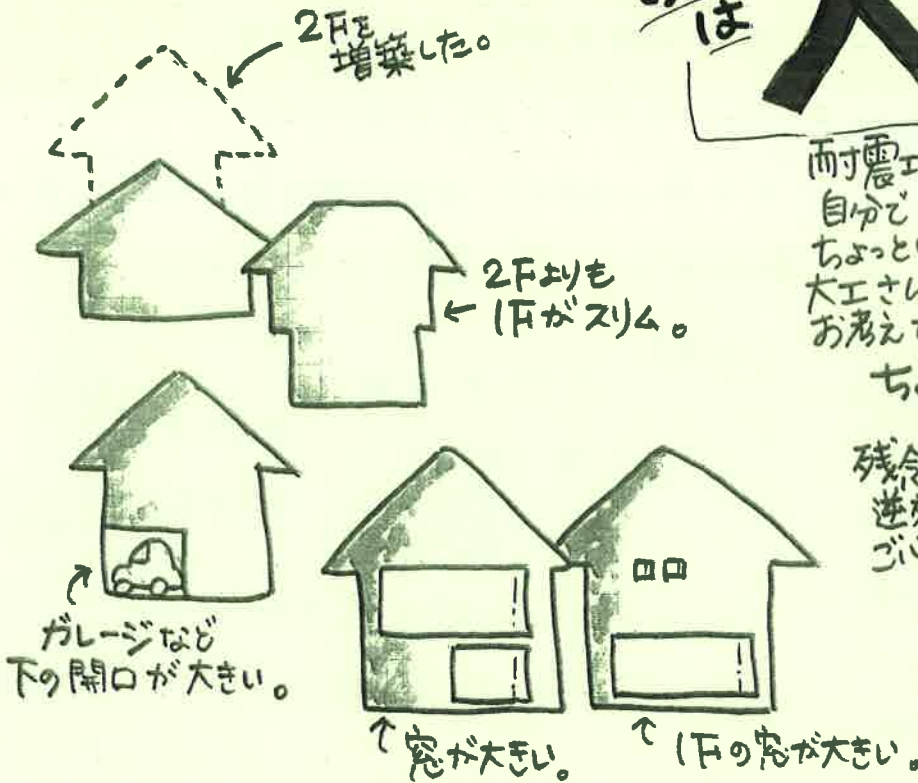 2Fを
増築した。
2Fよりも
1Fがスリム。
ガレージなど
下の開口が大きい。
窓が大きい。
1Fの窓が大きい。
は
耐震工
自分で
ちょっと
大工さん
お考えで
ち
ごい